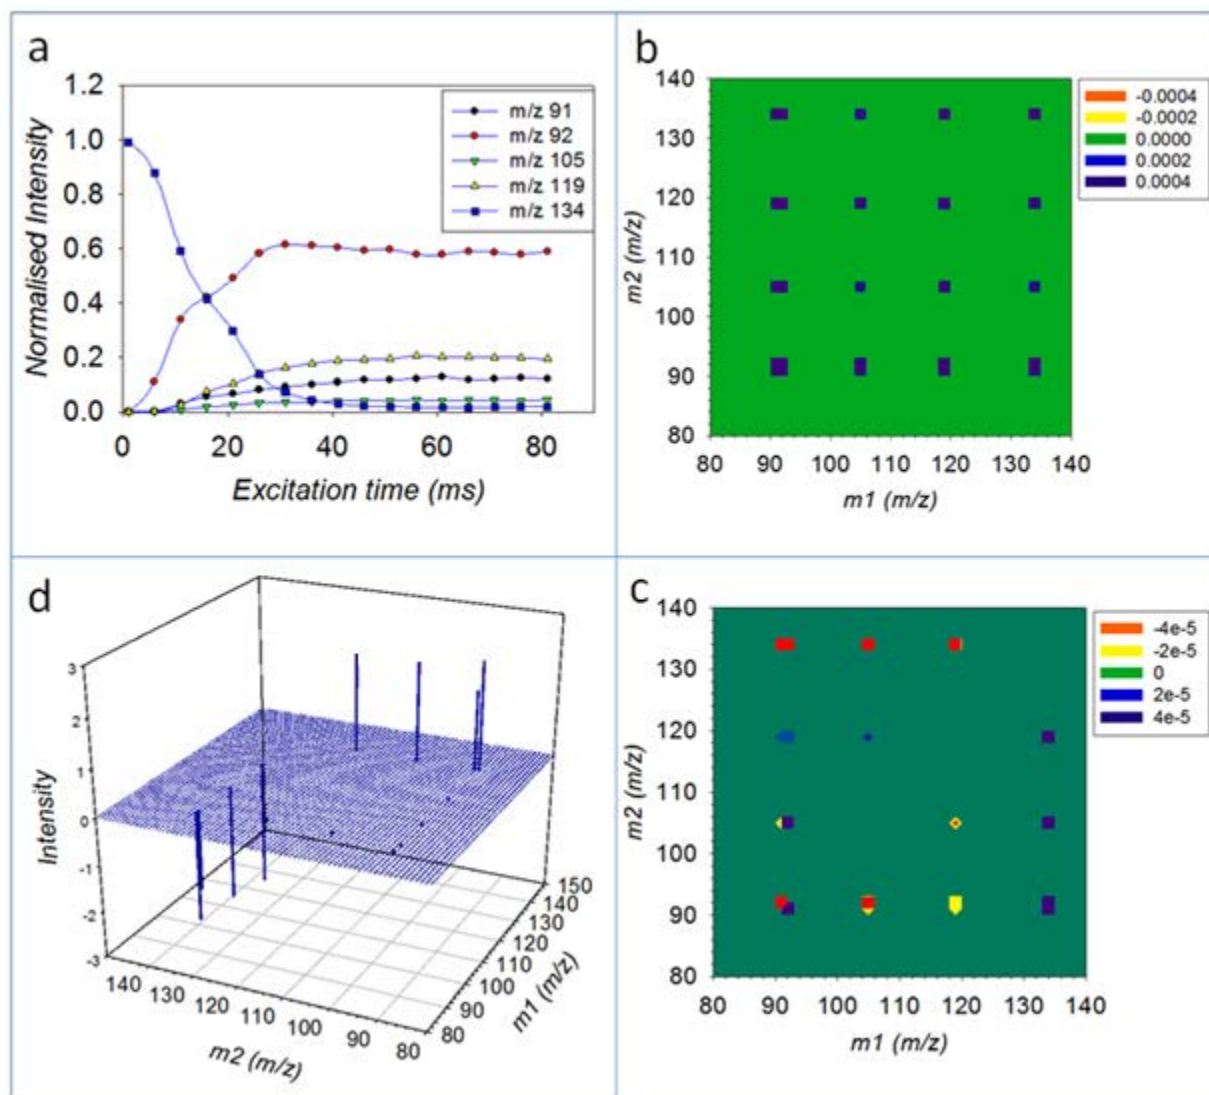 a
1.2
1.0
0.8
0.6
0.4
0.2
0.0
0 20 40 60 80
Normalised Intensity
Excitation time (ms)
m/z 91
m/z 92
m/z 105
m/z 119
m/z 134
b
140
130
120
110
100
90
80
80 90 100 110 120 130 140
m2 (m/z)
m1 (m/z)
-0.0004
-0.0002
0.0000
0.0002
0.0004
d
3
2
1
0
-1
-2
-3
Intensity
140 130 120 110 100 90 80
m2 (m/z)
150
140
130
120
110
100
90
80
m1 (m/z)
c
140
130
120
110
100
90
80
80 90 100 110 120 130 140
m2 (m/z)
m1 (m/z)
-4e-5
-2e-5
0
2e-5
4e-5